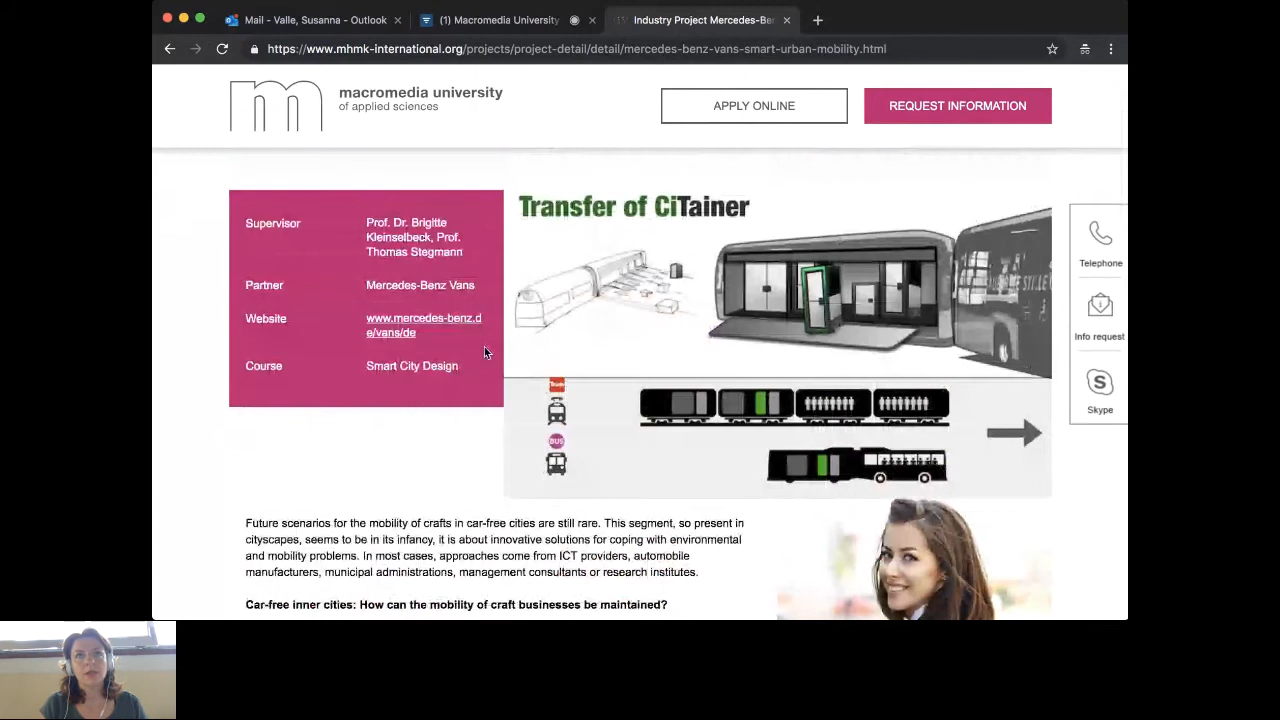 Mail - Valle, Susanna - Outlook
(1) Macromedia University
Industry Project Mercedes-Be
https://www.mhmk-international.org/projects/project-detail/detail/mercedes-benz-vans-smart-urban-mobility.html
macromedia university
of applied sciences
APPLY ONLINE
REQUEST INFORMATION
Supervisor
Prof. Dr. Brigitte
Kleinselbeck, Prof.
Thomas Stegmann
Partner
Mercedes-Benz Vans
Website
www.mercedes-benz.d
e/vans/de
Course
Smart City Design
Transfer of CiTainer
BUS
Telephone
Info request
Skype
Future scenarios for the mobility of crafts in car-free cities are still rare. This segment, so present in
cityscapes, seems to be in its infancy, it is about innovative solutions for coping with environmental
and mobility problems. In most cases, approaches come from ICT providers, automobile
manufacturers, municipal administrations, management consultants or research institutes.
Car-free inner cities: How can the mobility of craft businesses be maintained?